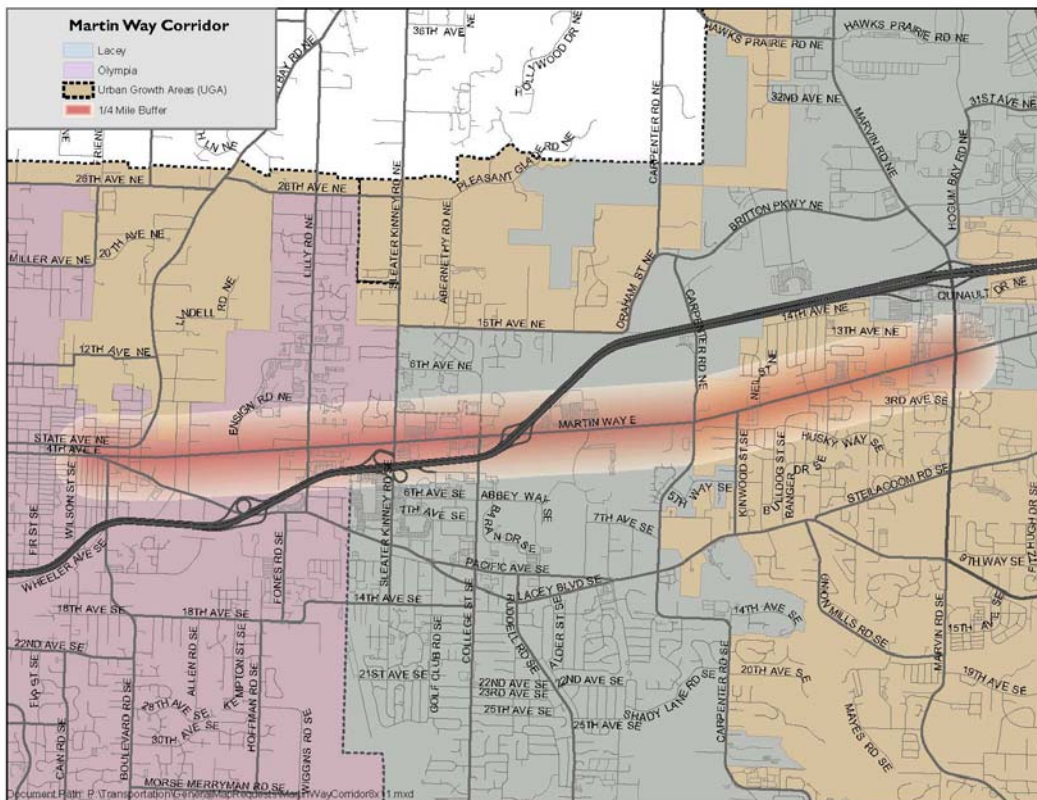 Martin Way Corridor
Lacey
Olympia
Urban Growth Areas (UGA)
1/4 Mile Buffer
36TH AVE NE
HAWKS PRAIRIE RD NE
HAWKS PRAIRIE RD NE
32ND AVE NE
31ST AVE NE
MARVIN RD NE
CARPENTER RD NE
HOGUM BAY RD NE
PLEASANT GLADE RD NE
26TH AVE NE
26TH AVE NE
SLEATER KINNEY RD NE
LILLY RD NE
ABERNETHY RD NE
BRITTON PKWY NE
20TH AVE NE
MILLER AVE NE
DRAHAM ST NE
CARPENTER RD NE
QUINAULT DR NE
14TH AVE NE
13TH AVE NE
15TH AVE NE
12TH AVE NE
6TH AVE NE
NEIL ST NE
ENSIGN RD NE
MARTIN WAY E
3RD AVE SE
STATE AVE NE
4TH AVE E
HUSKY WAY SE
STEILACOOM RD SE
KINWOOD ST SE
BULLDOG ST SE
RANGER DR SE
5TH WAY SE
WILSON ST SE
FIR ST SE
6TH AVE SE
7TH AVE SE
SLEATER KINNEY RD SE
WHEELER AVE SE
PACIFIC AVE SE
LACEY BLVD SE
9TH WAY SE
FITZ HUGH DR SE
FONES RD SE
14TH AVE SE
14TH AVE SE
18TH AVE SE
18TH AVE SE
COLLEGE ST SE
RUDDELL RD SE
ALDER ST SE
UNION MILLS RD SE
MARVIN RD SE
15TH AVE SE
22ND AVE SE
ALLEN RD SE
KEMPTON ST SE
HOFFMAN RD SE
21ST AVE SE
GOLF CLUB RD SE
22ND AVE SE
22ND AVE SE
23RD AVE SE
25TH AVE SE
25TH AVE SE
SHADY LANE RD SE
CARPENTER RD SE
20TH AVE SE
19TH AVE SE
MAYES RD SE
28TH AVE SE
30TH AVE SE
CAIN RD SE
BOULEVARD RD SE
WIGGINS RD SE
MORSE MERRYMAN RD SE